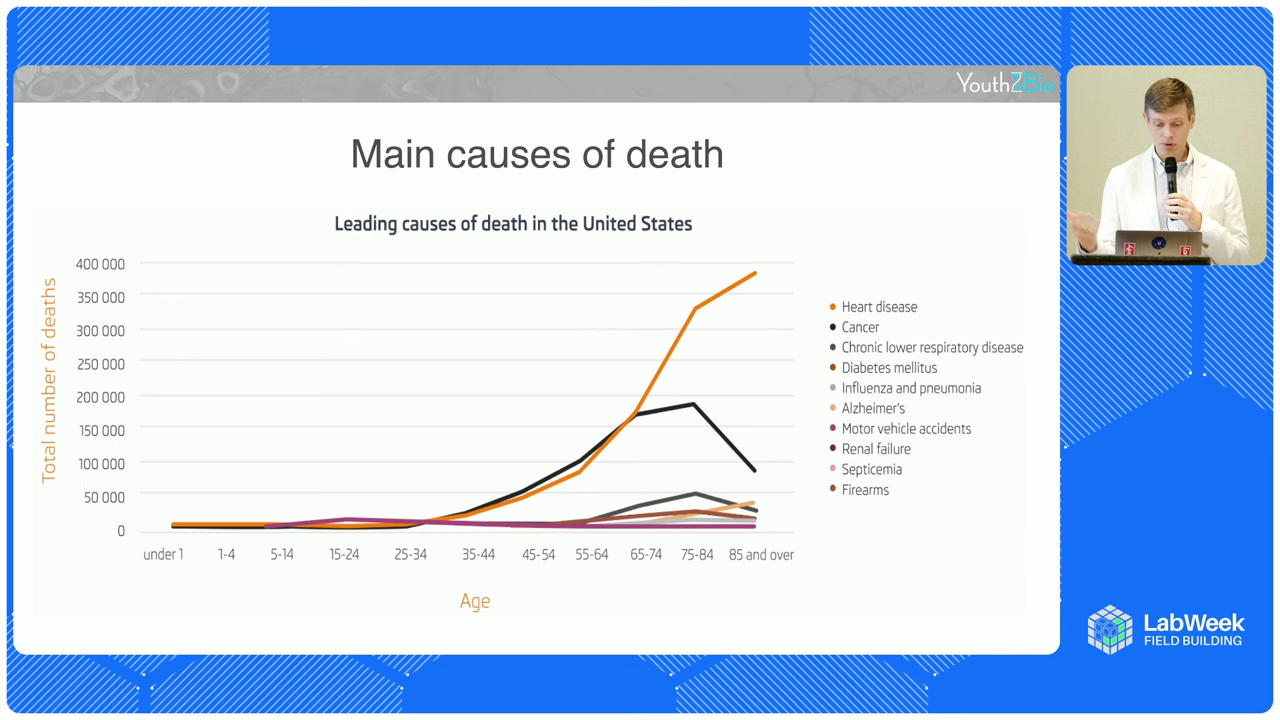 YouthBio
Main causes of death
Leading causes of death in the United States
Total number of deaths
400 000
350 000
300 000
250 000
200 000
150 000
100 000
50 000
0
under 1
1-4
5-14
15-24
25-34
35-44
45-54
55-64
65-74
75-84
85 and over
Age
Heart disease
Cancer
Chronic lower respiratory disease
Diabetes mellitus
Influenza and pneumonia
Alzheimer's
Motor vehicle accidents
Renal failure
Septicemia
Firearms
LabWeek
FIELD BUILDING